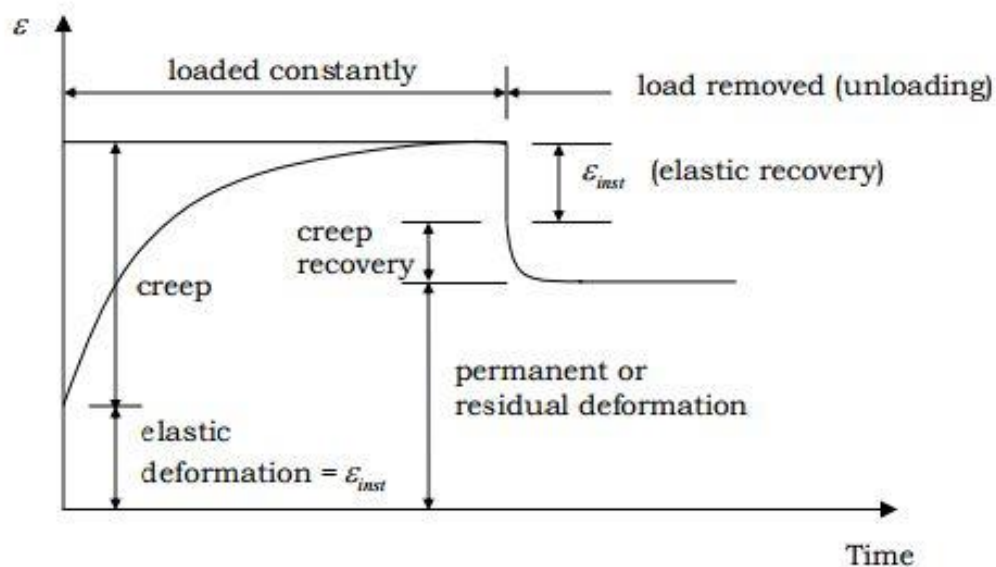 ε
loaded constantly
load removed (unloading)
ε_inst (elastic recovery)
creep
recovery
creep
permanent or
residual deformation
elastic
deformation = ε_inst
Time